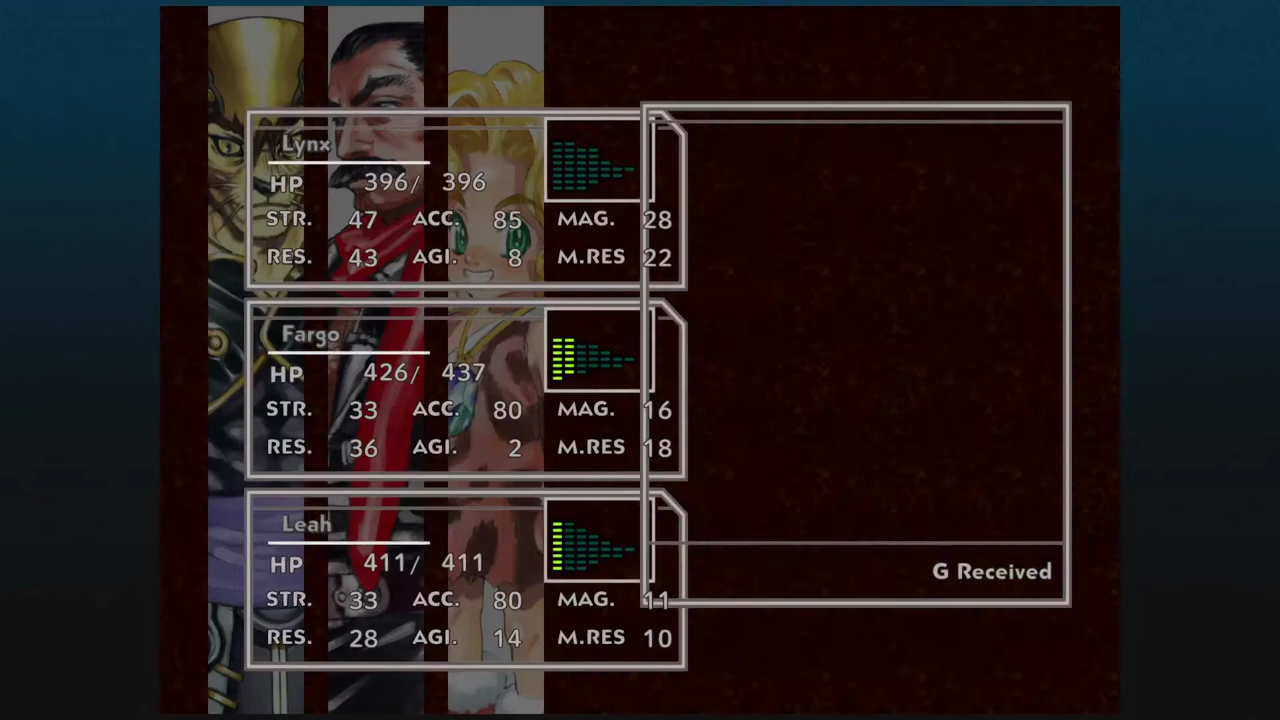 Lynx
HP 396/ 396
STR. 47 ACC. 85 MAG. 28
RES. 43 AGI. 8 M.RES 22
Fargo
HP 426/ 437
STR. 33 ACC. 80 MAG. 16
RES. 36 AGI. 2 M.RES 18
Leah
HP 411/ 411
G Received
STR. 33 ACC. 80 MAG. 11
RES. 28 AGI. 14 M.RES 10